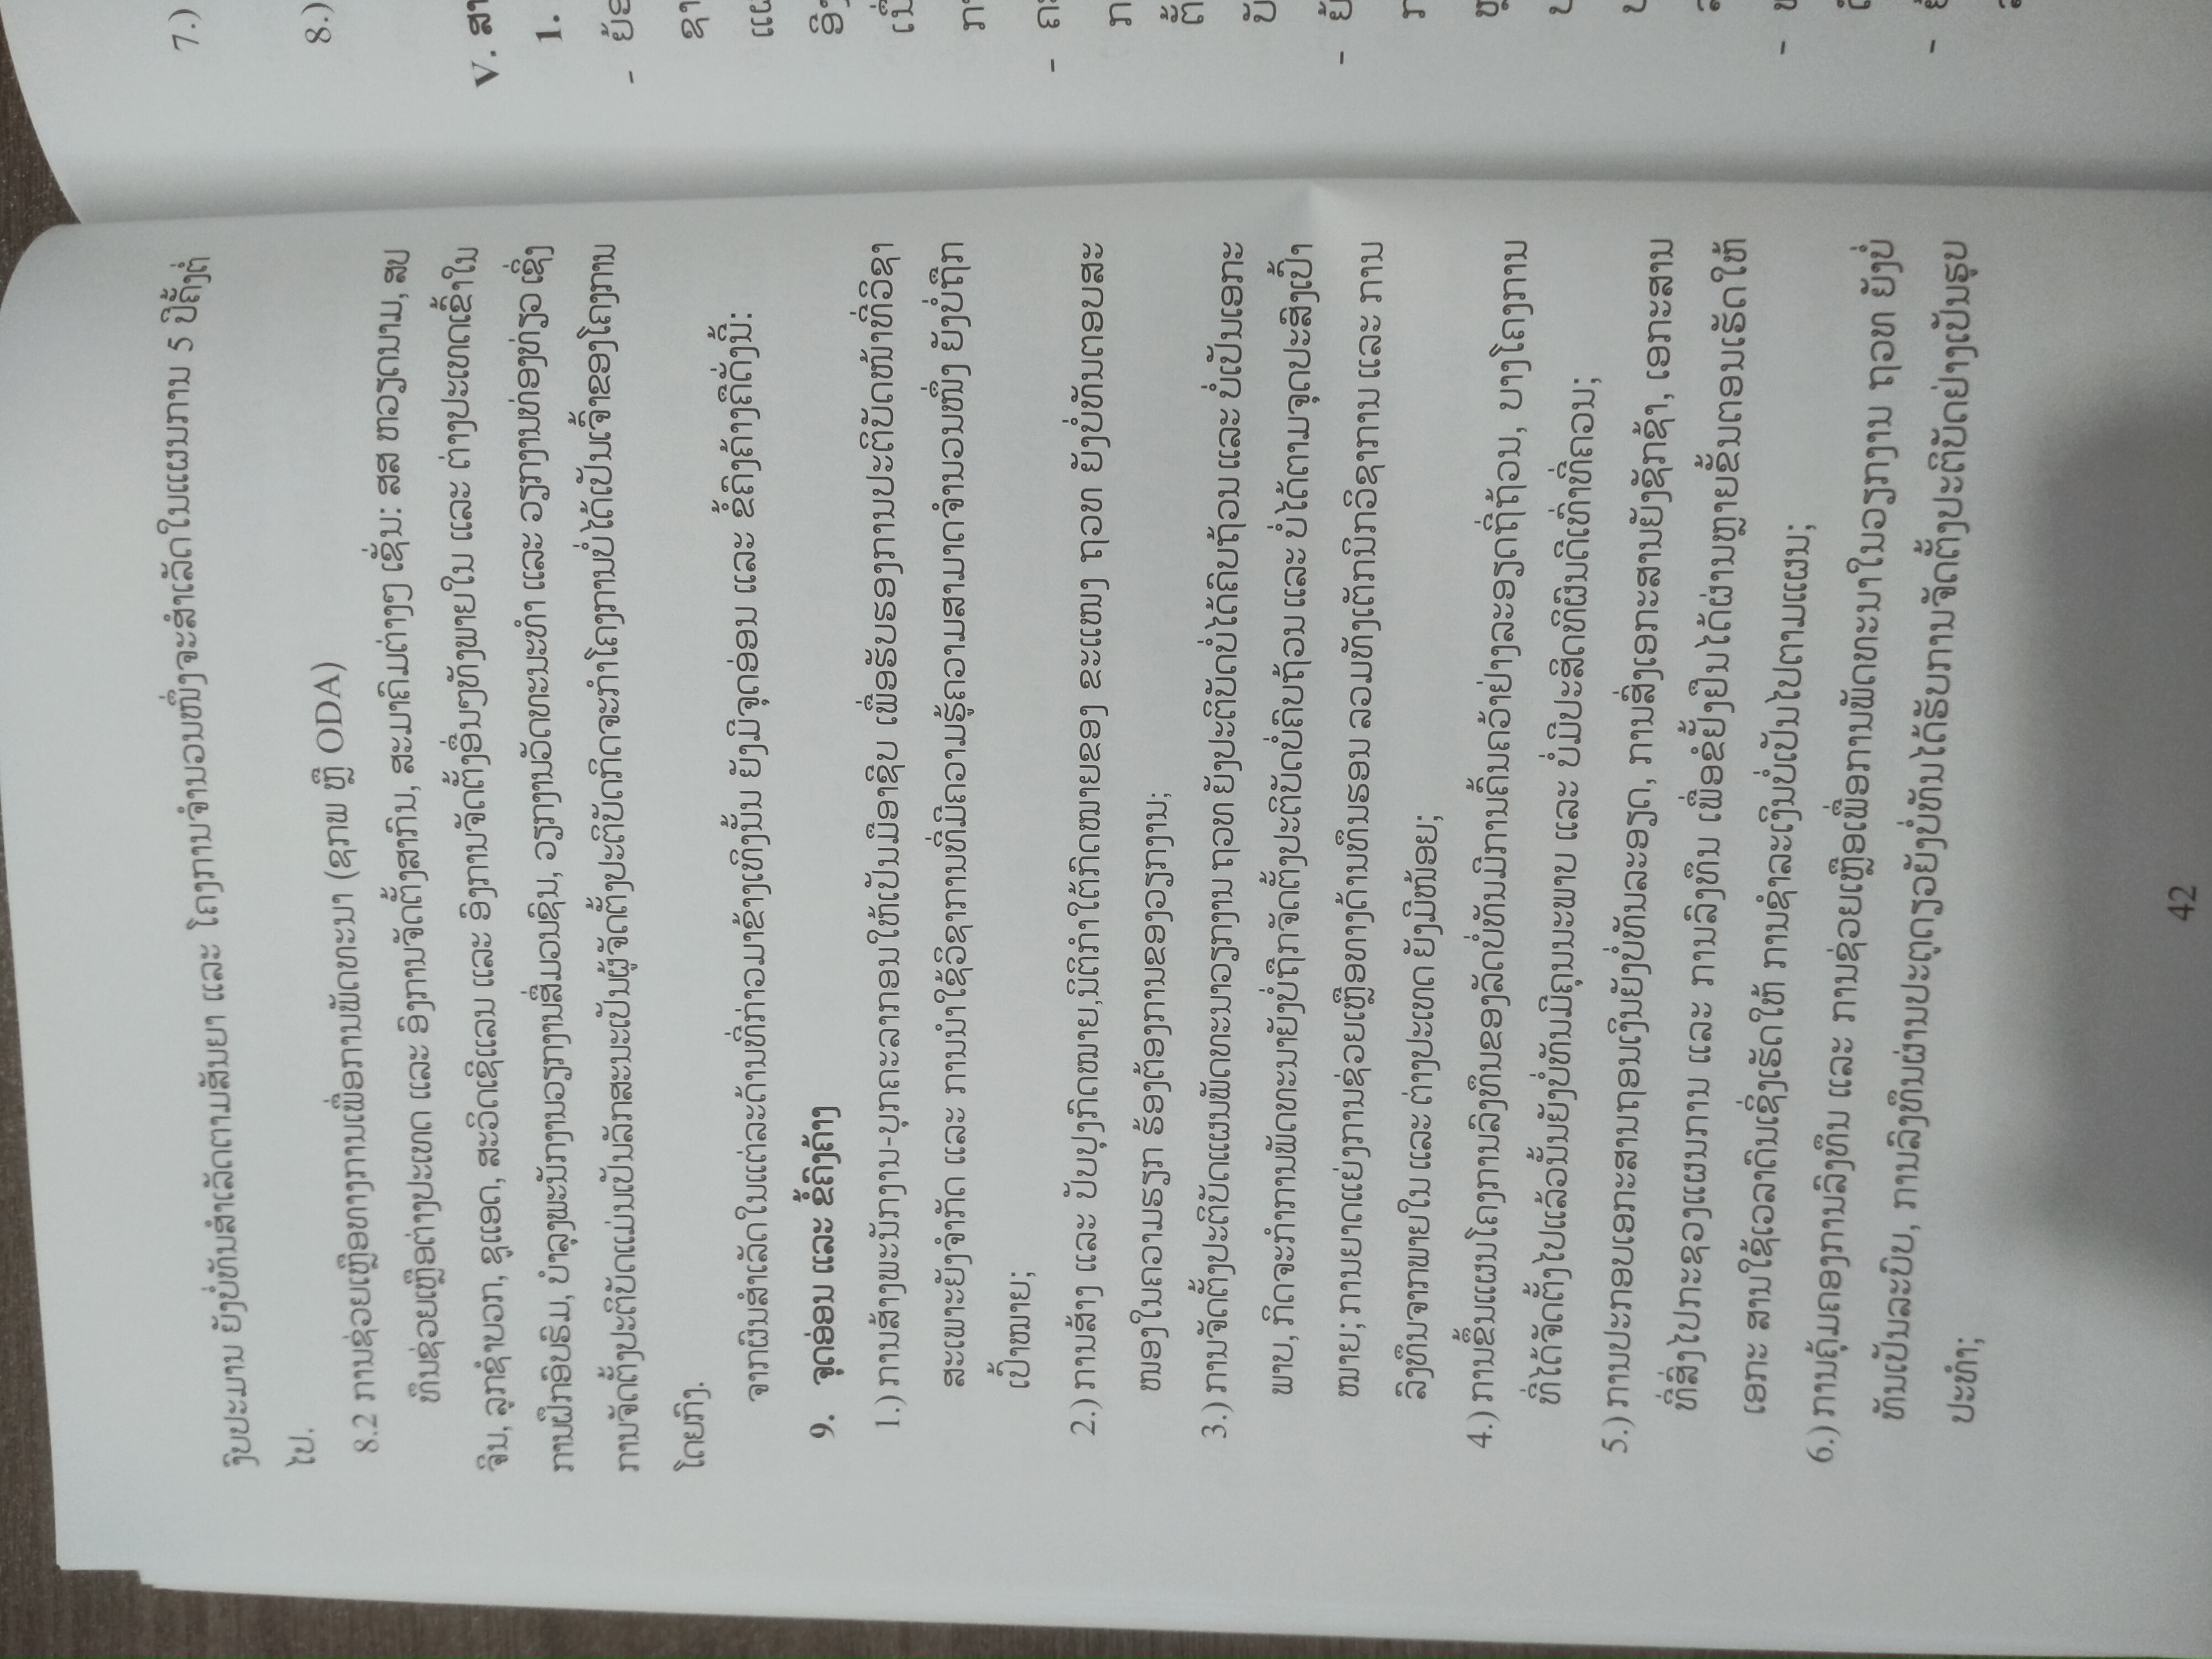 ງົບປະມານ ຍັງບໍ່ທັນສໍາເລັດຕາມສັນຍາ ແລະ ໂຄງການຈໍານວນໜຶ່ງຈະສໍາເລັດໃນແຜນການ 5 ປີຄັ້ງຕໍ່
ໄປ.
8.2 ການຊ່ວຍເຫຼືອທາງການເພື່ອການພັດທະນາ (ຊກພ ຫຼື ODA)
ທຶນຊ່ວຍເຫຼືອຕ່າງປະເທດ ແລະ ອົງການຈັດຕັ້ງສາກົນ, ສະມາຄົມຕ່າງໆ ເຊັ່ນ: ສສ ຫວຽດນາມ, ສປ
ຈີນ, ລູກຊໍາບວກ, ຊູແອດ, ສະວິດເຊີແລນ ແລະ ອົງການຈັດຕັ້ງອື່ນໆທັງພາຍໃນ ແລະ ຕ່າງປະເທດເຂົ້າໃນ
ການຝຶກອົບຮົມ, ບໍາລຸງພະນັກງານວຽກງານສື່ມວນຊົນ, ວຽກງານວັດທະນະທໍາ ແລະ ວຽກງານທ່ອງທ່ຽວ ເຊິ່ງ
ການຈັດຕັ້ງປະຕິບັດແມ່ນເປັນລັກສະນະເປັນຜູ້ຈັດຕັ້ງປະຕິບັດກິດຈະກໍາໂຄງການບໍ່ໄດ້ເປັນເຈົ້າຂອງໂຄງການ
ໂດຍກົງ.
ຈາກຜົນສໍາເລັດໃນແຕ່ລະດ້ານທີ່ກ່າວມາຂ້າງເທິງນັ້ນ ຍັງມີຈຸດອ່ອນ ແລະ ຂໍ້ຄົງຄ້າງຄືດັ່ງນີ້:
9. ຈຸດອ່ອນ ແລະ ຂໍ້ຄົງຄ້າງ
1.) ການສ້າງພະນັກງານ-ບຸກຄະລາກອນໃຫ້ເປັນມືອາຊີບ ເພື່ອຮັບຮອງການປະຕິບັດໜ້າທີ່ວິຊາ
ສະເພາະຍັງຈໍາກັດ ແລະ ການນໍາໃຊ້ວິຊາການທີ່ມີຄວາມຮູ້ຄວາມສາມາດຈໍານວນໜຶ່ງ ຍັງບໍ່ຖືກ
ເປົ້າໝາຍ;
2.) ການສ້າງ ແລະ ປັບປຸງກົດໝາຍ,ນິຕິກໍາໃຕ້ກົດໝາຍຂອງ ຂະແໜງ ຖວທ ຍັງບໍ່ທັນຕອບສະ
ໜອງໃນຄວາມຮຽກ ຮ້ອງຕ້ອງການຂອງວຽກງານ;
3.) ການຈັດຕັ້ງປະຕິບັດແຜນພັດທະນາວຽກງານ ຖວທ ຍັງປະຕິບັດບໍ່ໄດ້ຄົບຖ້ວນ ແລະ ບໍ່ເປັນເອກະ
ພາບ, ກິດຈະກໍາການພັດທະນາຍັງບໍ່ຖືກຈັດຕັ້ງປະຕິບັດບໍ່ຄົບຖ້ວນ ແລະ ບໍ່ໄດ້ຕາມຈຸດປະສົງເປົ້າ
ໝາຍ; ການຍາດແຍ່ງການຊ່ວຍເຫຼືອທາງດ້ານທຶນຮອນ ລວມທັງເຕັກນິກວິຊາການ ແລະ ການ
ລົງທຶນຈາກພາຍໃນ ແລະ ຕ່າງປະເທດ ຍັງມີໜ້ອຍ;
4.) ການຂຶ້ນແຜນໂຄງການລົງທຶນຂອງລັດບໍ່ທັນມີການຄົ້ນຄວ້າຢ່າງລະອຽດຖີ່ຖ້ວນ, ບາງໂຄງການ
ທີ່ໄດ້ຈັດຕັ້ງໄປແລ້ວນັ້ນຍັງບໍ່ທັນມີຄຸນນະພາບ ແລະ ບໍ່ມີປະສິດທິຜົນດີເທົ່າທີ່ຄວນ;
5.) ການປະກອບເອກະສານຖອນເງິນຍັງບໍ່ທັນລະອຽດ, ການສົ່ງເອກະສານຍັງຊັກຊ້າ, ເອກະສານ
ທີ່ສົ່ງໄປກະຊວງແຜນການ ແລະ ການລົງທຶນ ເພື່ອຂໍຢັ້ງຢືນໄດ້ຜ່ານຫຼາຍຂັ້ນຕອນເຮັດໃຫ້
ເອກະ ສານໃຊ້ເວລາດົນເຊິ່ງເຮັດໃຫ້ ການຊໍາລະເງິນບໍ່ເປັນໄປຕາມແຜນ;
6.) ການຄຸ້ມຄອງການລົງທຶນ ແລະ ການຊ່ວຍເຫຼືອເພື່ອການພັດທະນາໃນວຽກງານ ຖວທ ຍັງບໍ່
ທັນເປັນລະບົບ, ການລົງທຶນຜ່ານປະຕູດຽວຍັງບໍ່ທັນໄດ້ຮັບການຈັດຕັ້ງປະຕິບັດຢ່າງເປັນຮູບ
ປະທໍາ;
42
7.)
8.)
V. ສາ
1.